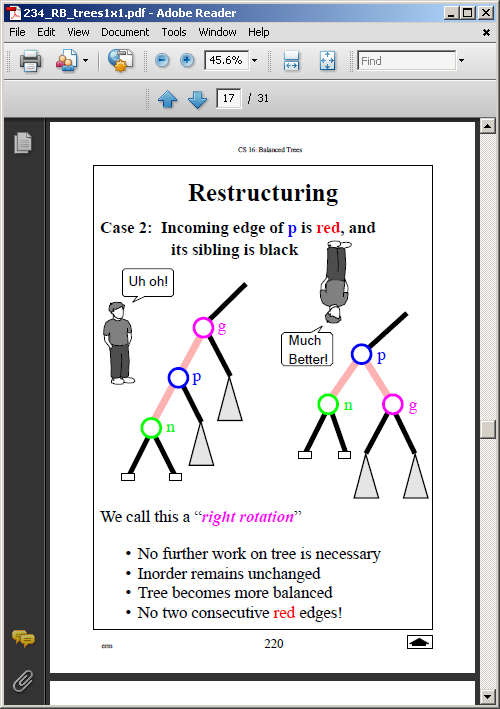 234_RB_trees1x1.pdf - Adobe Reader
File Edit View Document Tools Window Help
45.6% Find
17 / 31
CS 16: Balanced Trees
Restructuring
Case 2: Incoming edge of p is red, and
its sibling is black
Uh oh!
g
p
n
Much
Better!
p
n
g
We call this a “right rotation”
• No further work on tree is necessary
• Inorder remains unchanged
• Tree becomes more balanced
• No two consecutive red edges!
erm
220